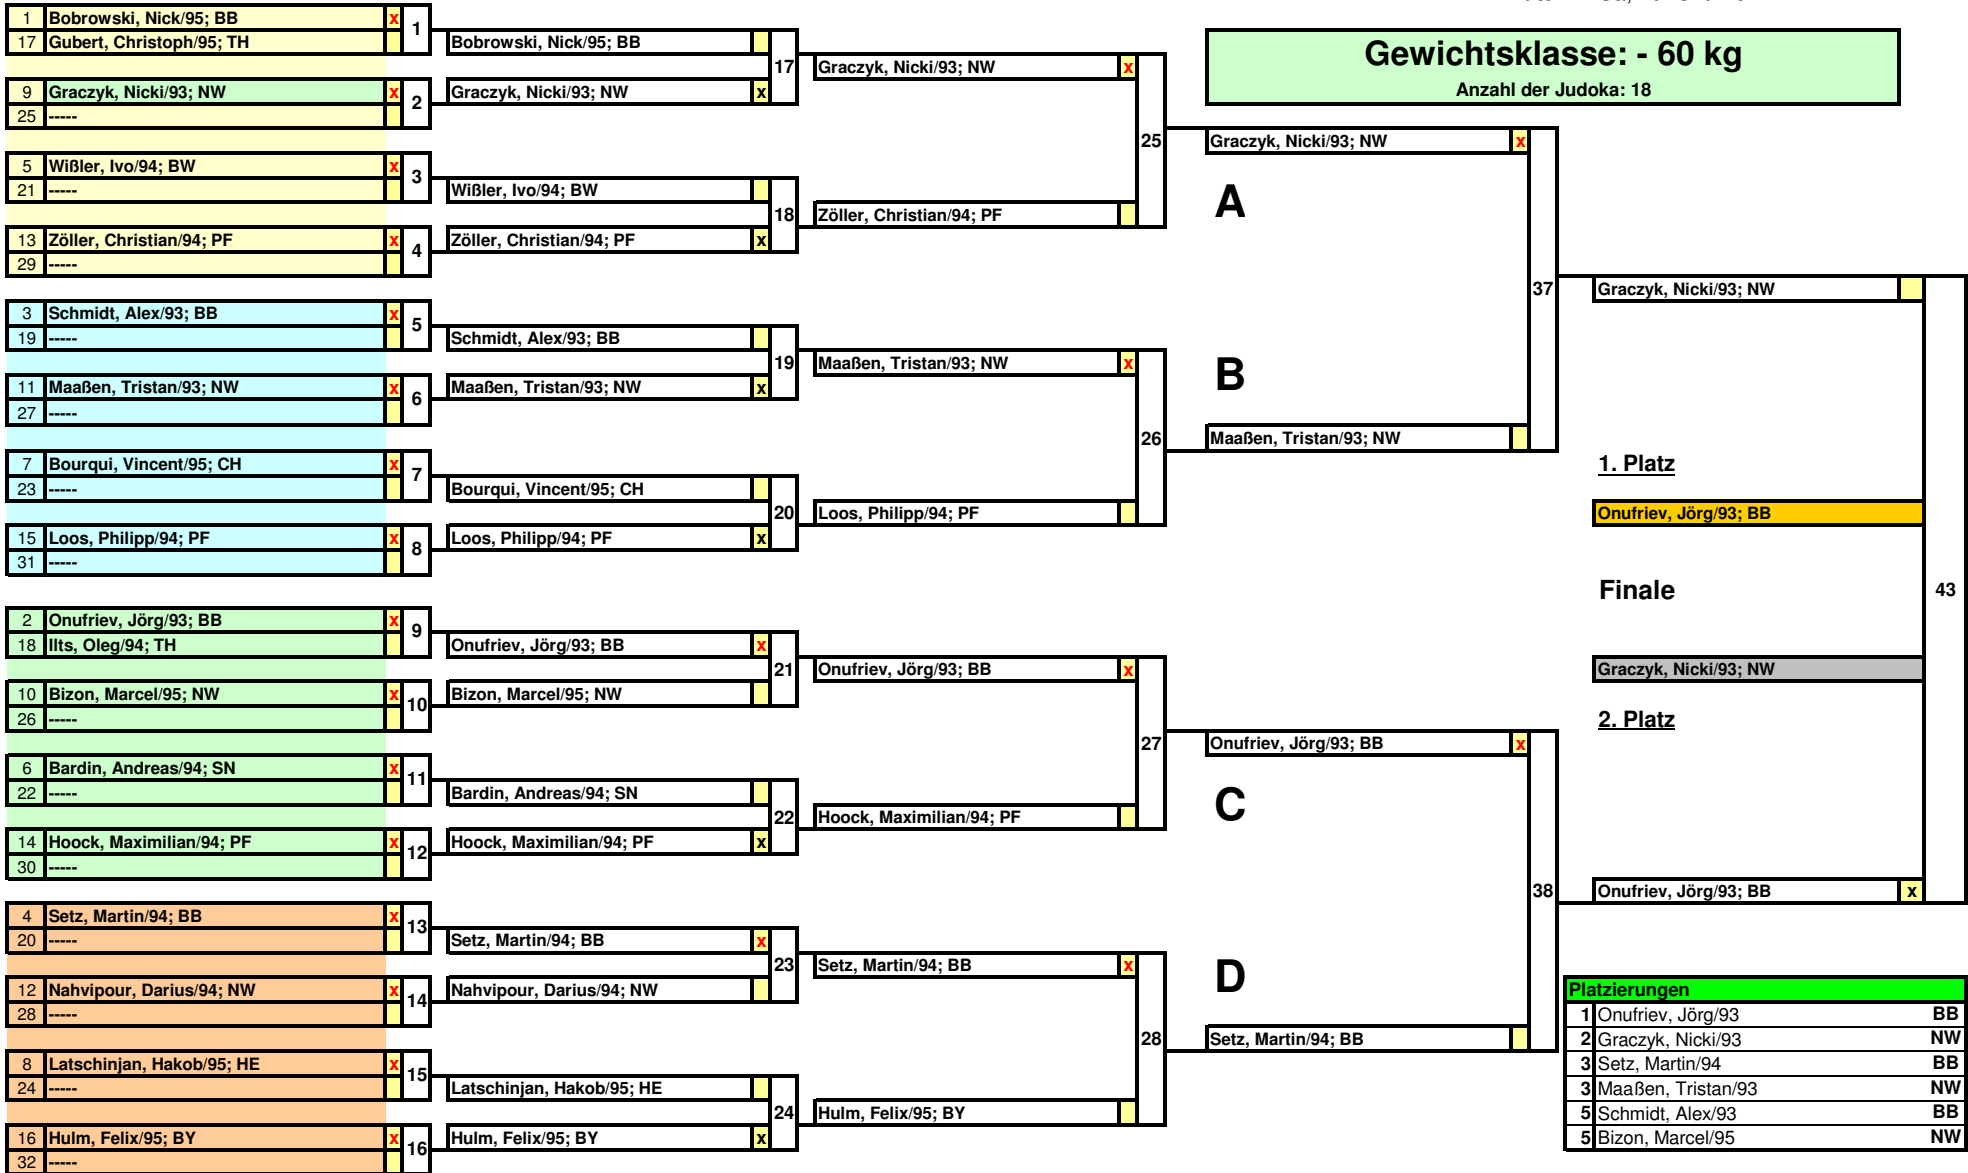 Gewichtsklasse: - 60 kg
Anzahl der Judoka: 18
1 Bobrowski, Nick/95; BB x
17 Gubert, Christoph/95; TH
1
9 Graczyk, Nicki/93; NW x
25 -----
2
5 Wißler, Ivo/94; BW x
21 -----
3
13 Zöller, Christian/94; PF x
29 -----
4
3 Schmidt, Alex/93; BB x
19 -----
5
11 Maaßen, Tristan/93; NW x
27 -----
6
7 Bourqui, Vincent/95; CH x
23 -----
7
15 Loos, Philipp/94; PF x
31 -----
8
2 Onufriev, Jörg/93; BB x
18 Ilts, Oleg/94; TH
9
10 Bizon, Marcel/95; NW x
26 -----
10
6 Bardin, Andreas/94; SN x
22 -----
11
14 Hoock, Maximilian/94; PF x
30 -----
12
4 Setz, Martin/94; BB x
20 -----
13
12 Nahvipour, Darius/94; NW x
28 -----
14
8 Latschinjan, Hakob/95; HE x
24 -----
15
16 Hulm, Felix/95; BY x
32 -----
16
Bobrowski, Nick/95; BB
17
Graczyk, Nicki/93; NW x
Wißler, Ivo/94; BW
18
Zöller, Christian/94; PF x
Schmidt, Alex/93; BB
19
Maaßen, Tristan/93; NW x
Bourqui, Vincent/95; CH
20
Loos, Philipp/94; PF x
Onufriev, Jörg/93; BB x
21
Bizon, Marcel/95; NW
Bardin, Andreas/94; SN
22
Hoock, Maximilian/94; PF x
Setz, Martin/94; BB x
23
Nahvipour, Darius/94; NW
Latschinjan, Hakob/95; HE
24
Hulm, Felix/95; BY x
Graczyk, Nicki/93; NW x
25
Zöller, Christian/94; PF
Maaßen, Tristan/93; NW x
26
Loos, Philipp/94; PF
Onufriev, Jörg/93; BB x
27
Hoock, Maximilian/94; PF
Setz, Martin/94; BB x
28
Hulm, Felix/95; BY
Graczyk, Nicki/93; NW x
A
37
B
Maaßen, Tristan/93; NW
Onufriev, Jörg/93; BB x
C
38
D
Setz, Martin/94; BB
Graczyk, Nicki/93; NW
1. Platz
Onufriev, Jörg/93; BB
Finale
43
Graczyk, Nicki/93; NW
2. Platz
Onufriev, Jörg/93; BB x
Platzierungen
1 Onufriev, Jörg/93 BB
2 Graczyk, Nicki/93 NW
3 Setz, Martin/94 BB
3 Maaßen, Tristan/93 NW
5 Schmidt, Alex/93 BB
5 Bizon, Marcel/95 NW